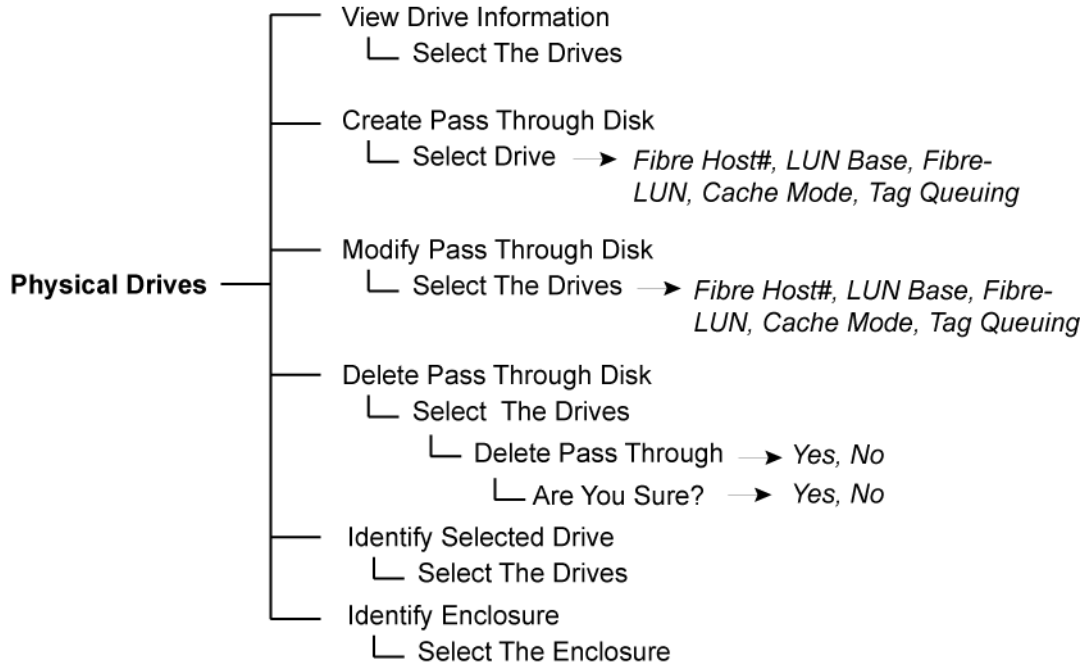 View Drive Information
Select The Drives
Create Pass Through Disk
Select Drive
Fibre Host#, LUN Base, Fibre-
LUN, Cache Mode, Tag Queuing
Physical Drives
Modify Pass Through Disk
Select The Drives
Fibre Host#, LUN Base, Fibre-
LUN, Cache Mode, Tag Queuing
Delete Pass Through Disk
Select The Drives
Delete Pass Through
Yes, No
Are You Sure?
Yes, No
Identify Selected Drive
Select The Drives
Identify Enclosure
Select The Enclosure